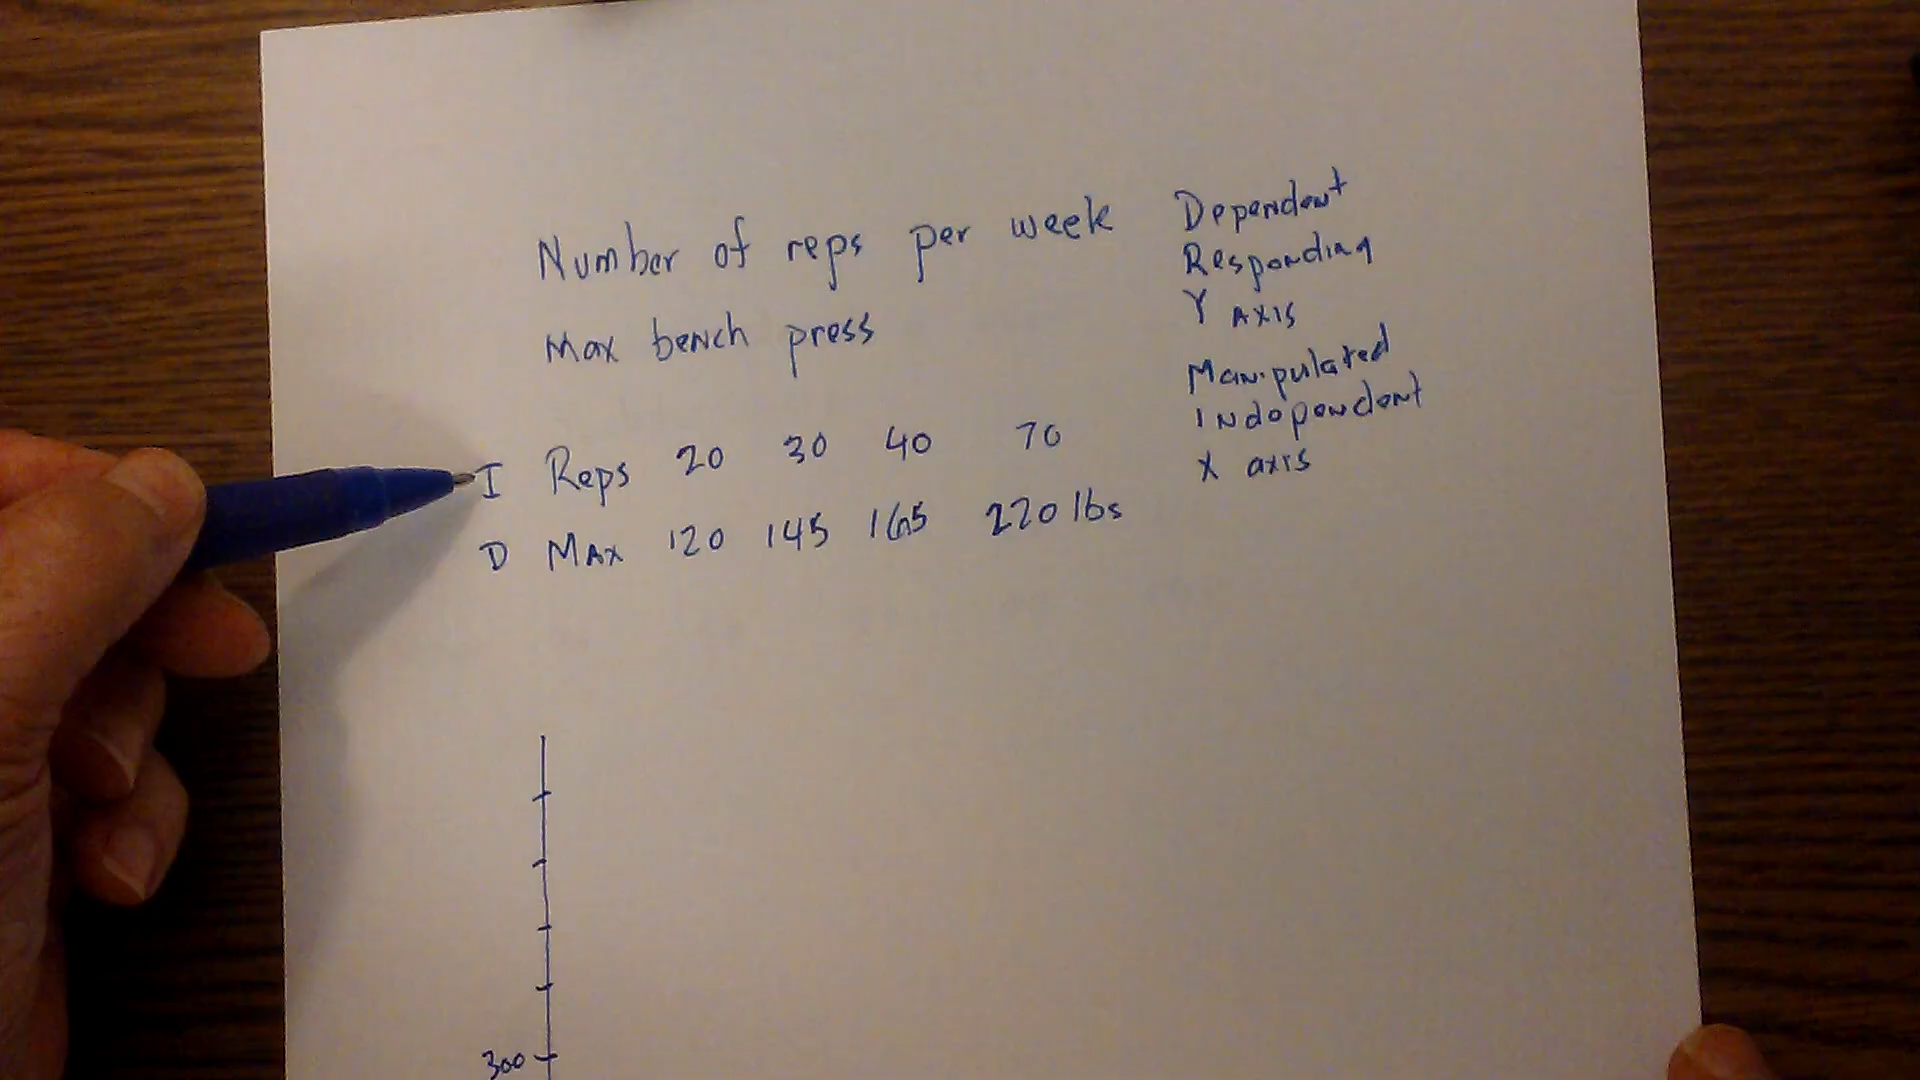 Number of reps per week
Max bench press
I Reps 20 30 40 70
D Max 120 145 165 220 lbs
Dependent
Responding
Y AXIS
Manipulated
Independent
X axis
300